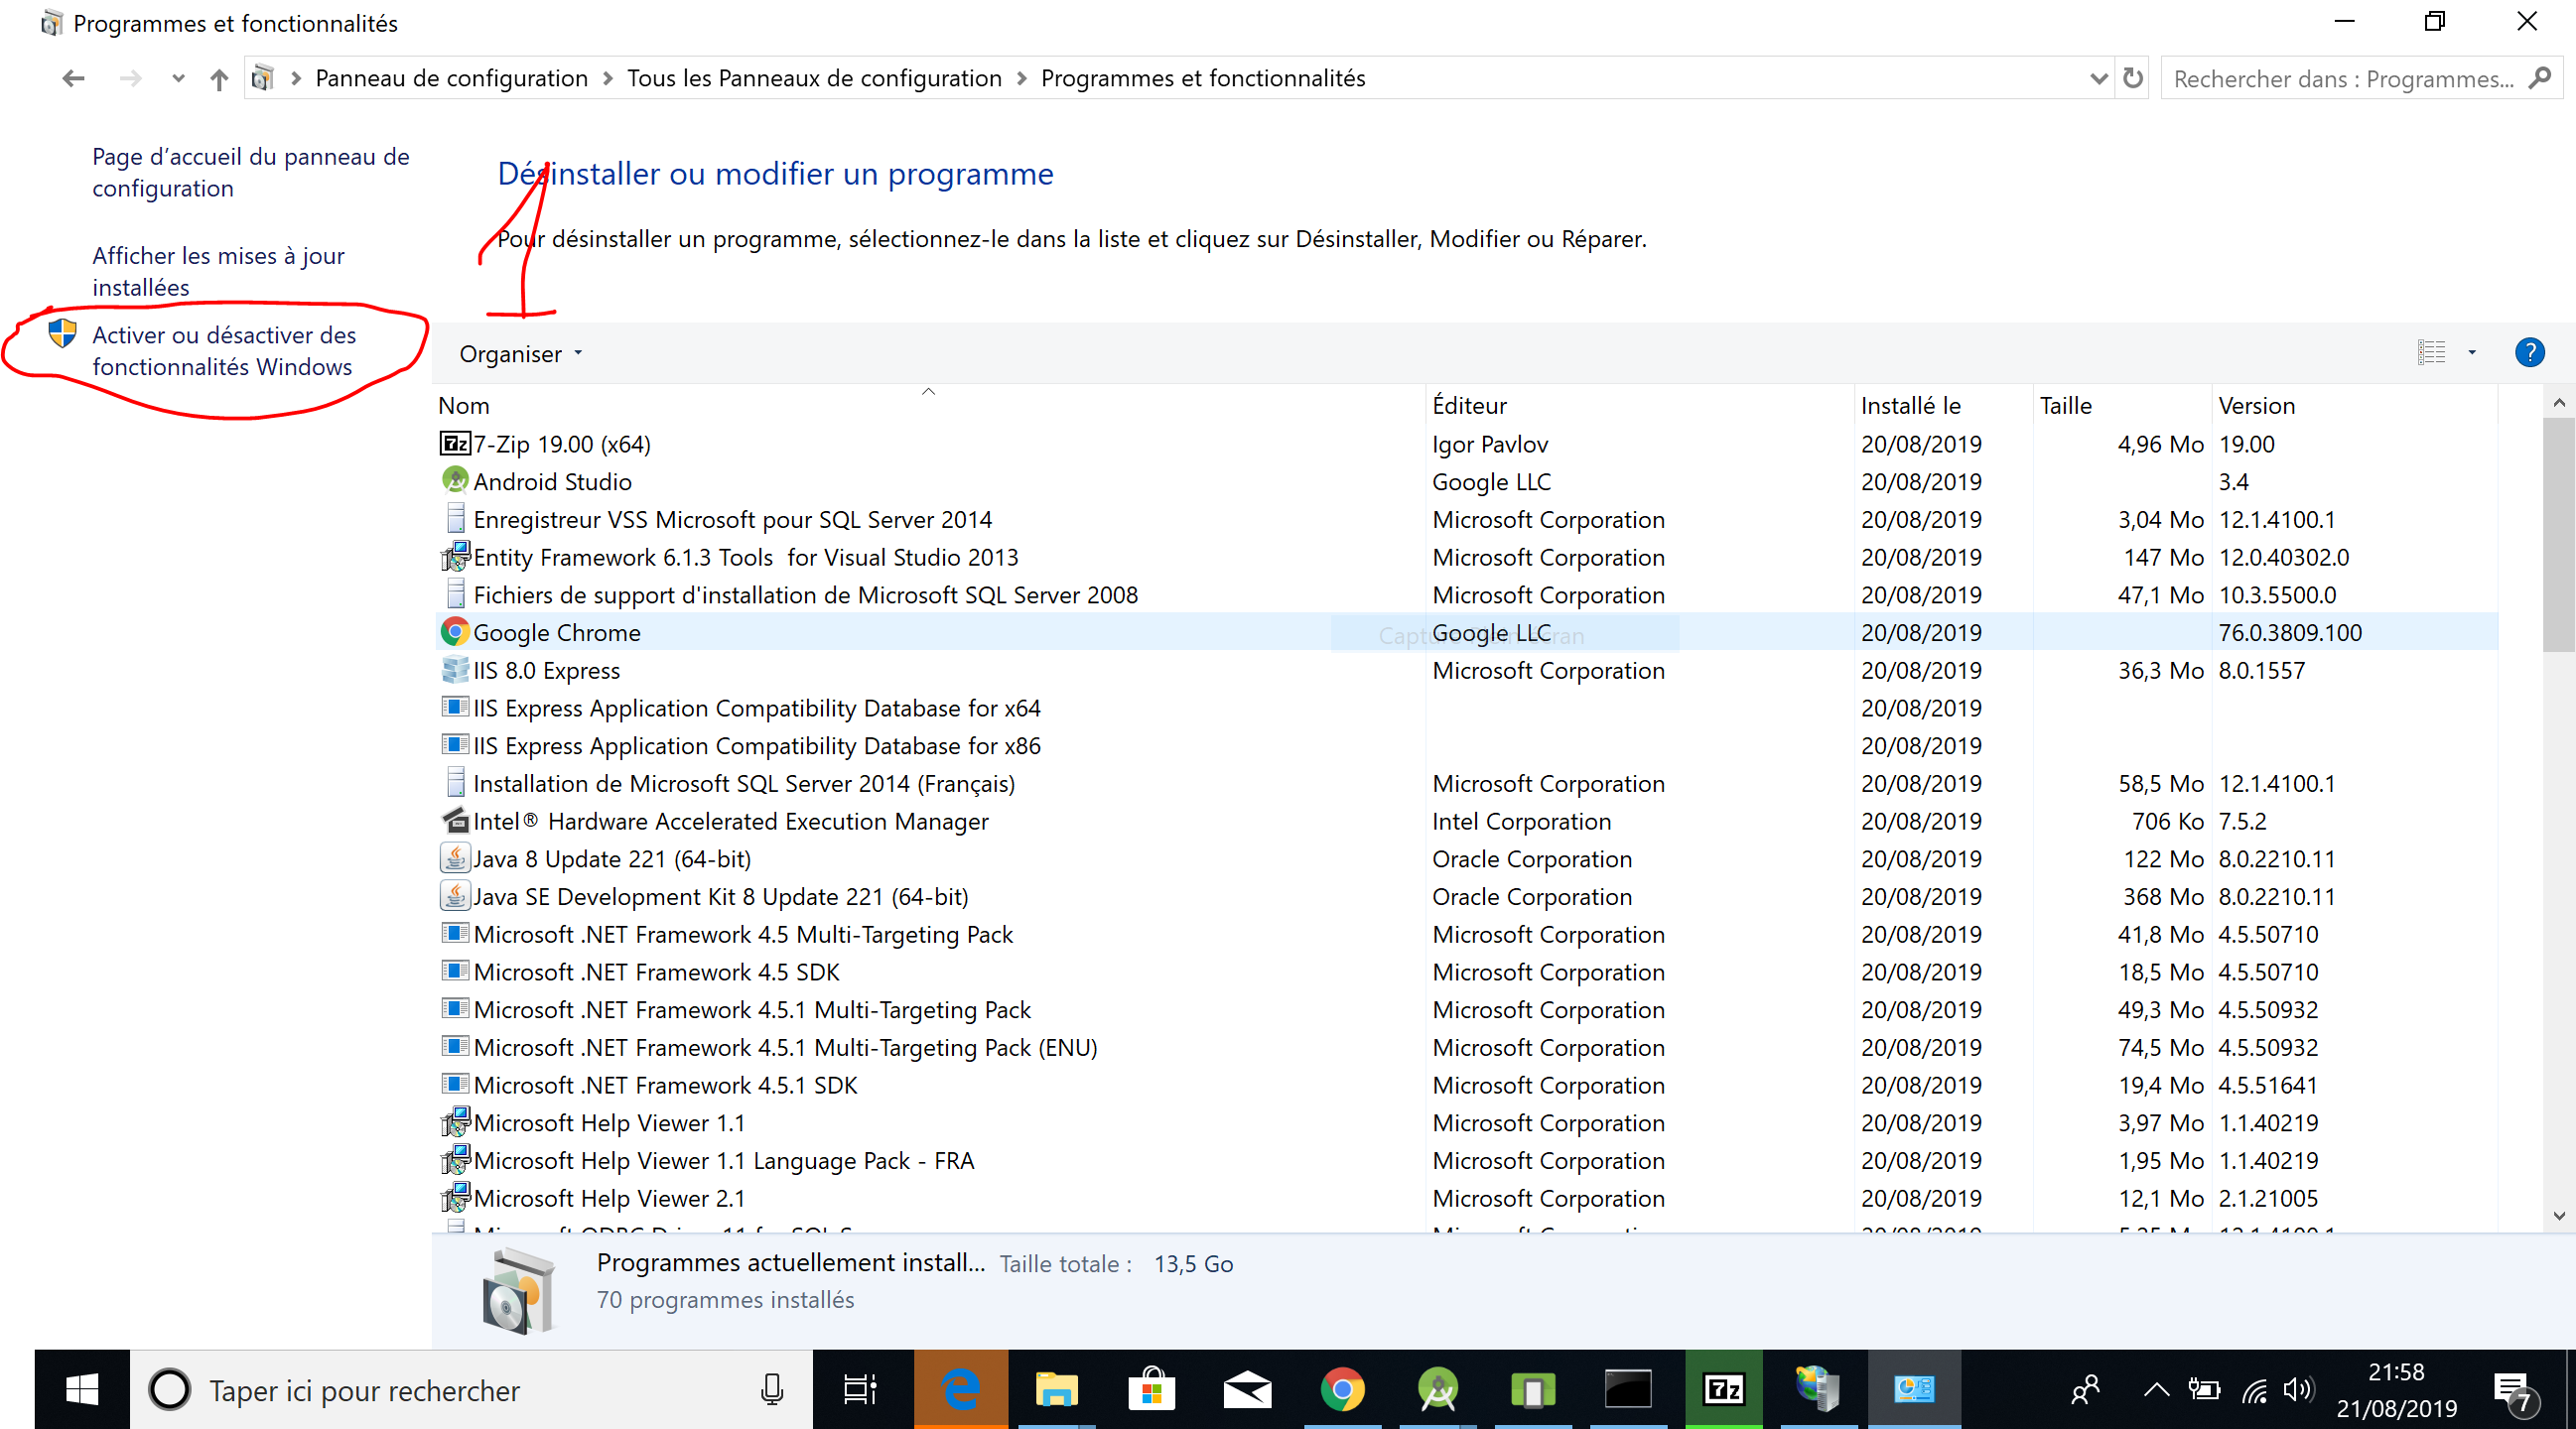 Programmes et fonctionnalités
Panneau de configuration > Tous les Panneaux de configuration > Programmes et fonctionnalités
Rechercher dans : Programmes...
Page d'accueil du panneau de
configuration
Afficher les mises à jour
installées
Activer ou désactiver des
fonctionnalités Windows
1
Désinstaller ou modifier un programme
Pour désinstaller un programme, sélectionnez-le dans la liste et cliquez sur Désinstaller, Modifier ou Réparer.
Organiser
?
Nom Éditeur Installé le Taille Version
7-Zip 19.00 (x64) Igor Pavlov 20/08/2019 4,96 Mo 19.00
Android Studio Google LLC 20/08/2019 3.4
Enregistreur VSS Microsoft pour SQL Server 2014 Microsoft Corporation 20/08/2019 3,04 Mo 12.1.4100.1
Entity Framework 6.1.3 Tools  for Visual Studio 2013 Microsoft Corporation 20/08/2019 147 Mo 12.0.40302.0
Fichiers de support d'installation de Microsoft SQL Server 2008 Microsoft Corporation 20/08/2019 47,1 Mo 10.3.5500.0
Google Chrome Google LLC 20/08/2019 76.0.3809.100
IIS 8.0 Express Microsoft Corporation 20/08/2019 36,3 Mo 8.0.1557
IIS Express Application Compatibility Database for x64 20/08/2019
IIS Express Application Compatibility Database for x86 20/08/2019
Installation de Microsoft SQL Server 2014 (Français) Microsoft Corporation 20/08/2019 58,5 Mo 12.1.4100.1
Intel® Hardware Accelerated Execution Manager Intel Corporation 20/08/2019 706 Ko 7.5.2
Java 8 Update 221 (64-bit) Oracle Corporation 20/08/2019 122 Mo 8.0.2210.11
Java SE Development Kit 8 Update 221 (64-bit) Oracle Corporation 20/08/2019 368 Mo 8.0.2210.11
Microsoft .NET Framework 4.5 Multi-Targeting Pack Microsoft Corporation 20/08/2019 41,8 Mo 4.5.50710
Microsoft .NET Framework 4.5 SDK Microsoft Corporation 20/08/2019 18,5 Mo 4.5.50710
Microsoft .NET Framework 4.5.1 Multi-Targeting Pack Microsoft Corporation 20/08/2019 49,3 Mo 4.5.50932
Microsoft .NET Framework 4.5.1 Multi-Targeting Pack (ENU) Microsoft Corporation 20/08/2019 74,5 Mo 4.5.50932
Microsoft .NET Framework 4.5.1 SDK Microsoft Corporation 20/08/2019 19,4 Mo 4.5.51641
Microsoft Help Viewer 1.1 Microsoft Corporation 20/08/2019 3,97 Mo 1.1.40219
Microsoft Help Viewer 1.1 Language Pack - FRA Microsoft Corporation 20/08/2019 1,95 Mo 1.1.40219
Microsoft Help Viewer 2.1 Microsoft Corporation 20/08/2019 12,1 Mo 2.1.21005
Programmes actuellement install... Taille totale : 13,5 Go
70 programmes installés
Taper ici pour rechercher
7z
21:58
21/08/2019
7